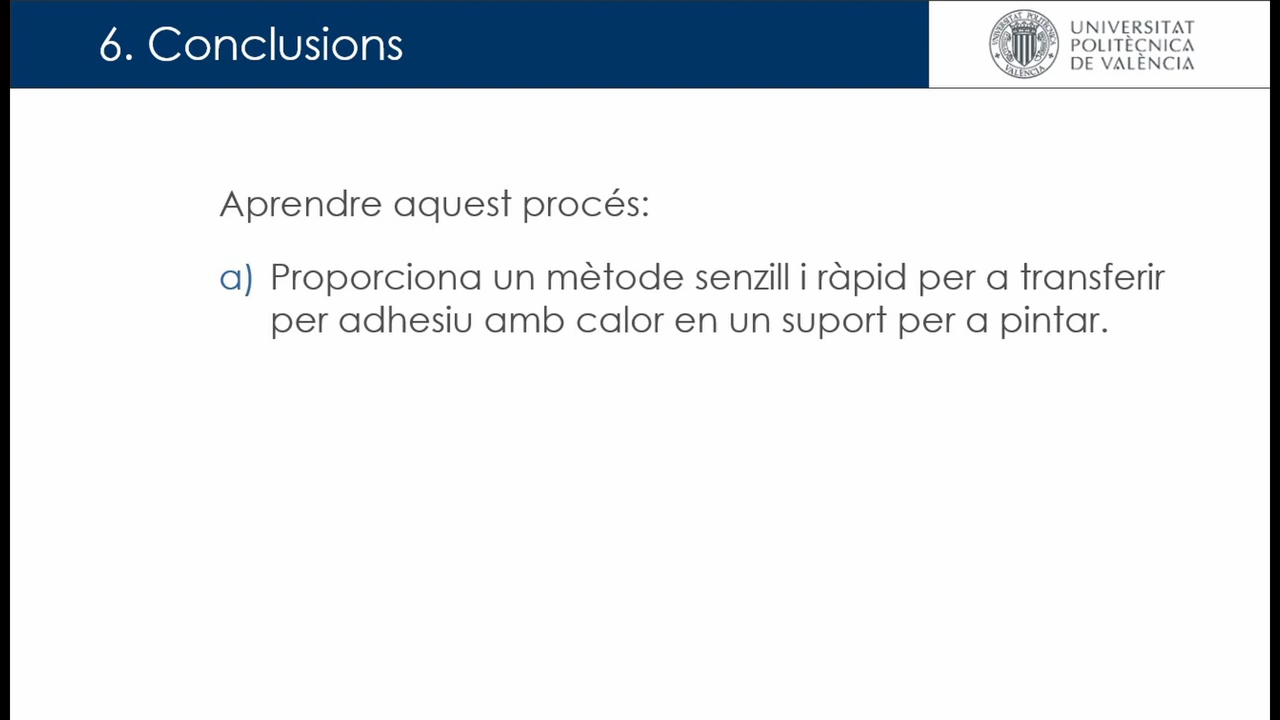 6. Conclusions
UNIVERSITAT
POLITÈCNICA
DE VALÈNCIA
Aprendre aquest procés:
a) Proporciona un mètode senzill i ràpid per a transferir
per adhesiu amb calor en un suport per a pintar.